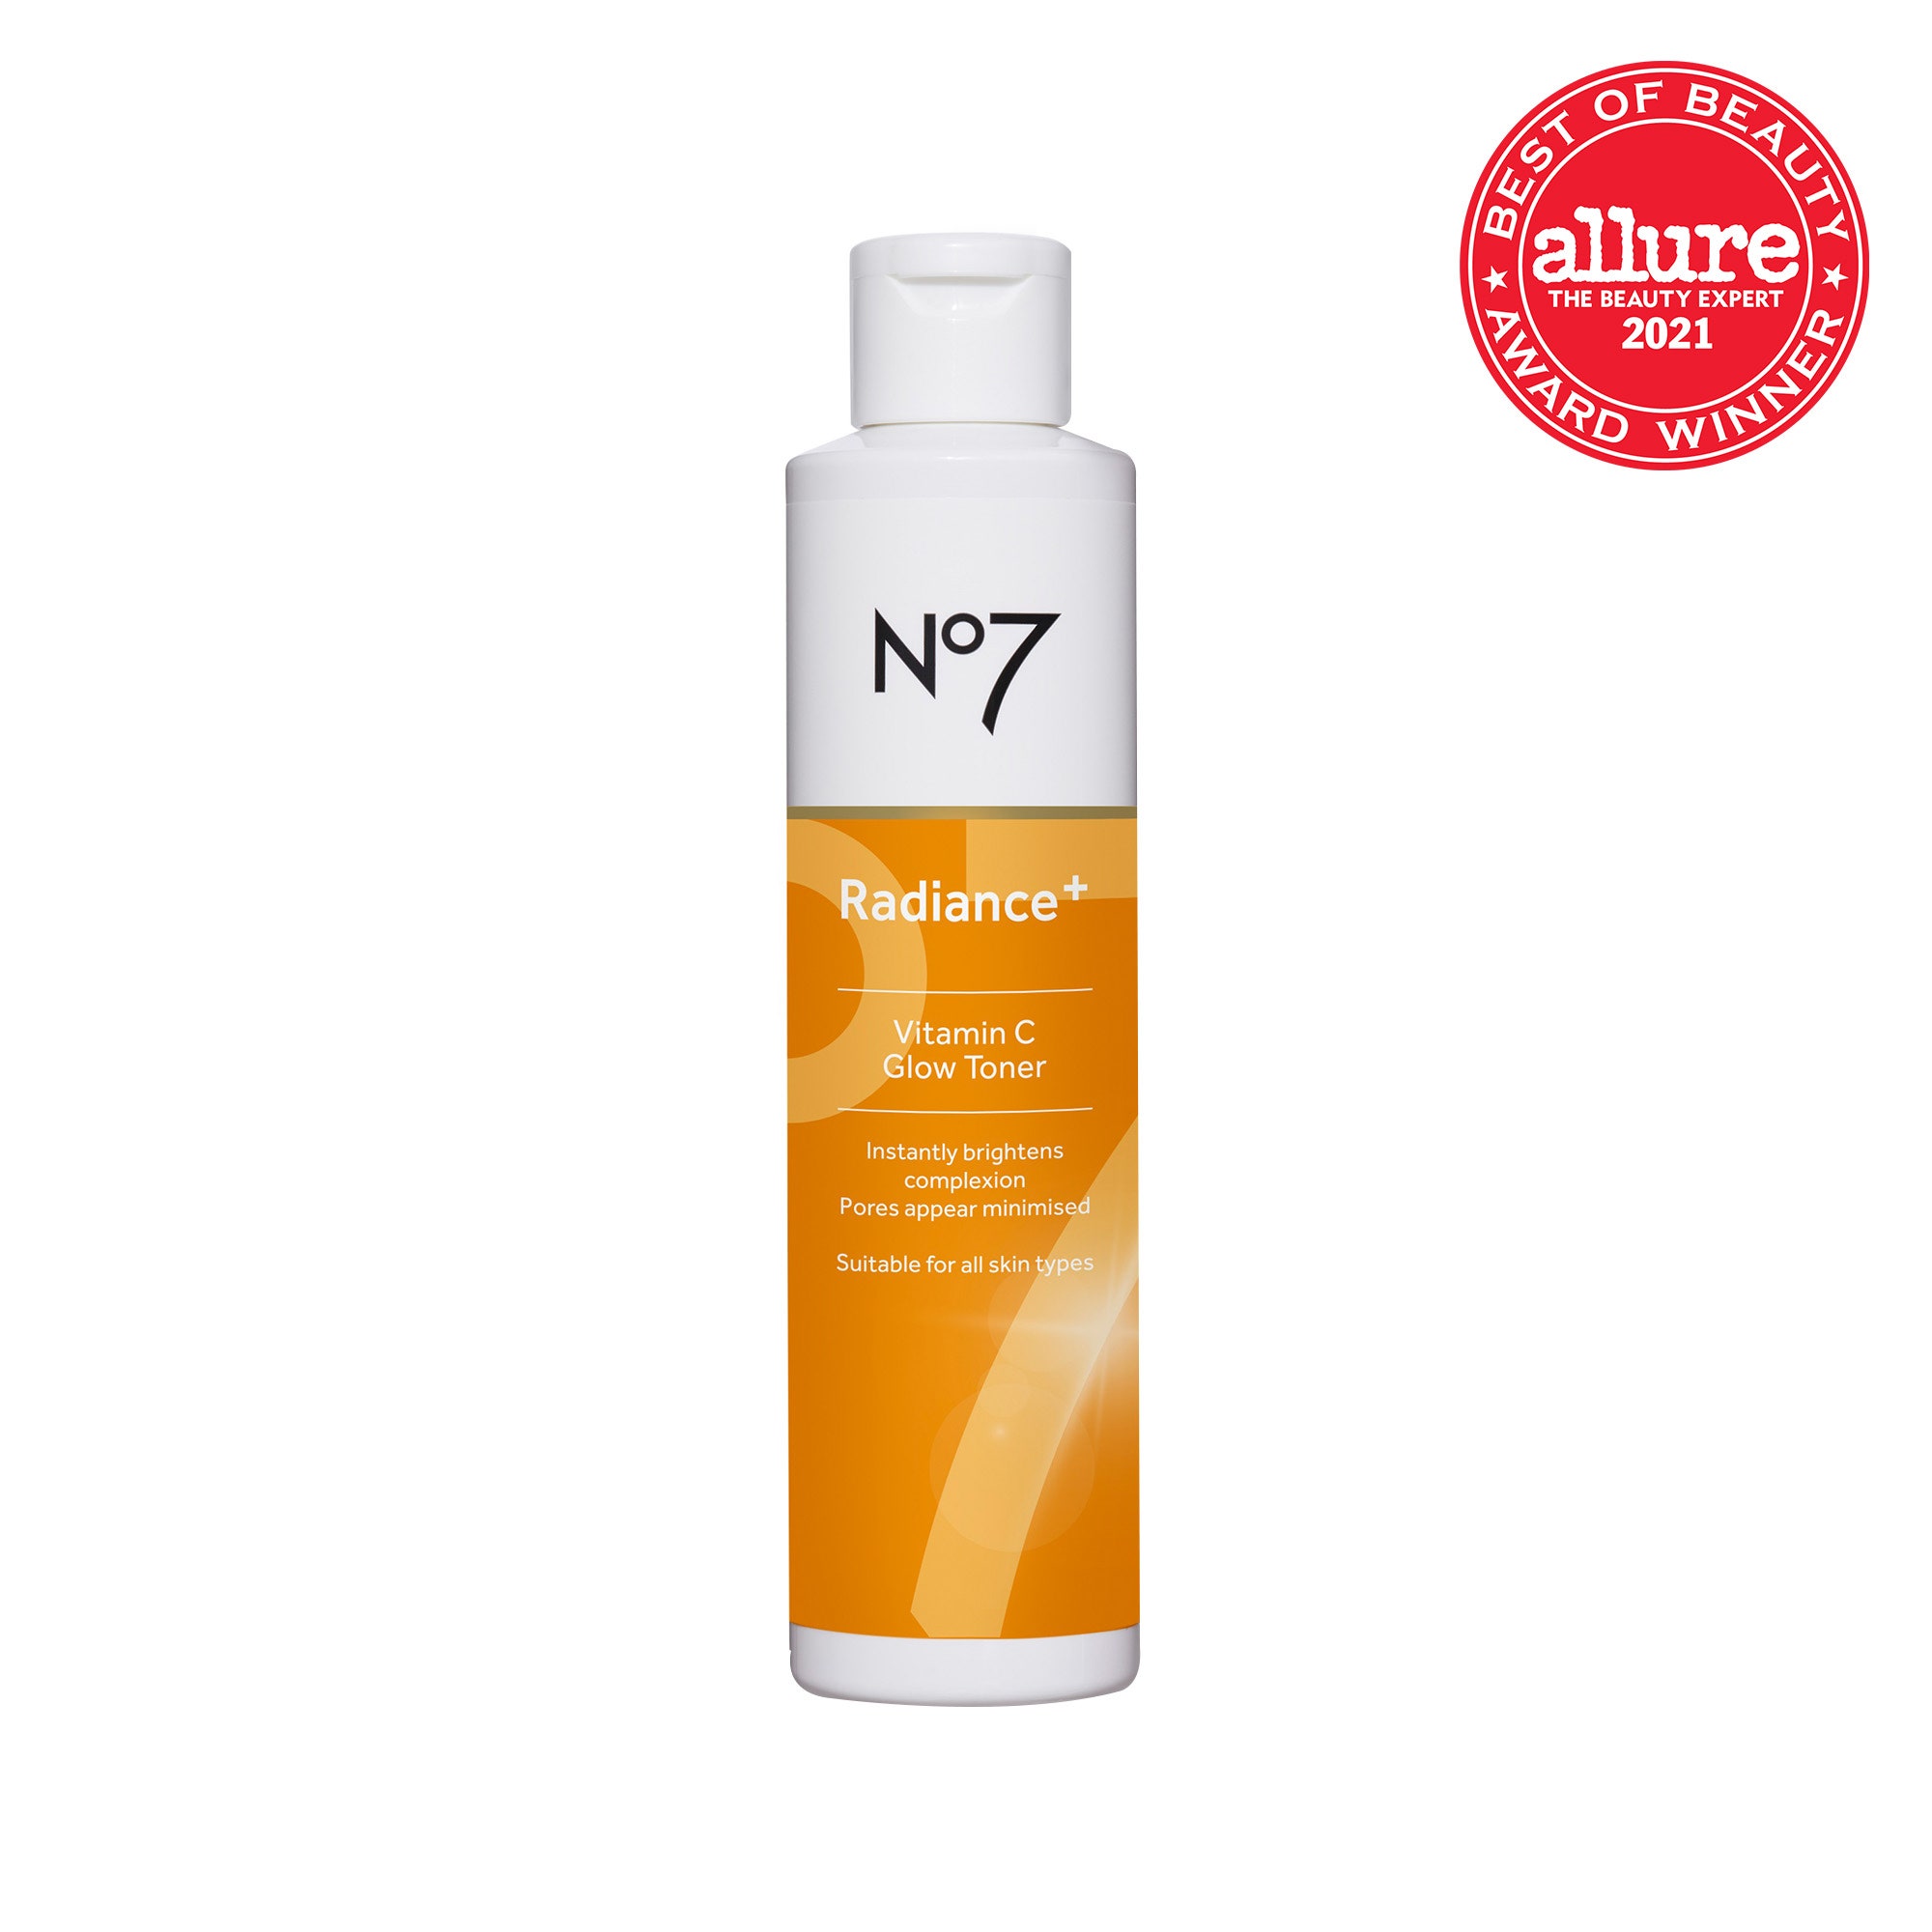 BEST OF BEAUTY
allure
THE BEAUTY EXPERT
2021
AWARD WINNER
Nº7
Radiance+
Vitamin C
Glow Toner
Instantly brightens
complexion
Pores appear minimised
Suitable for all skin types